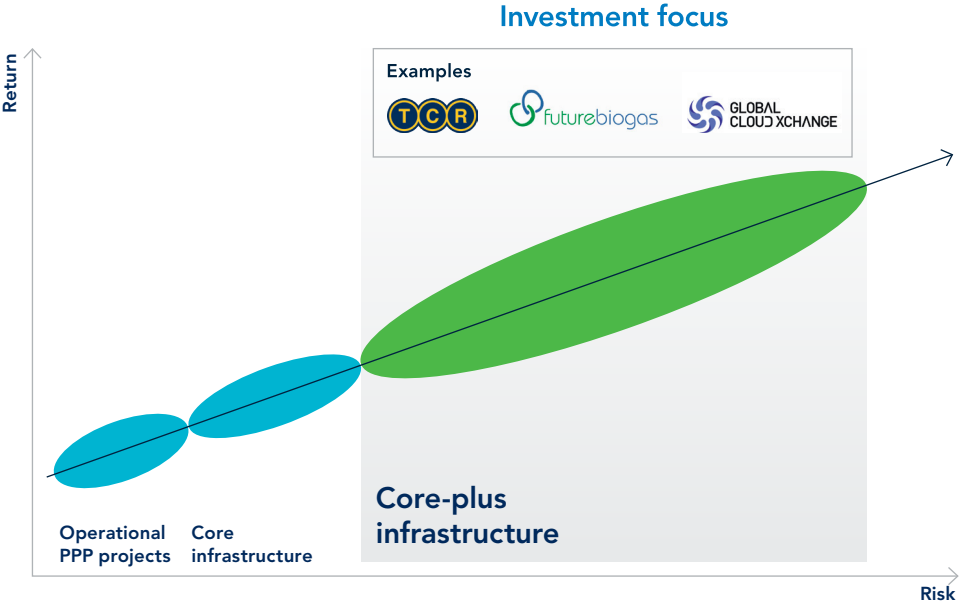 Investment focus
Return
Examples
TCR
futurebiogas
GLOBAL
CLOUD XCHANGE
Core-plus
infrastructure
Operational
PPP projects
Core
infrastructure
Risk